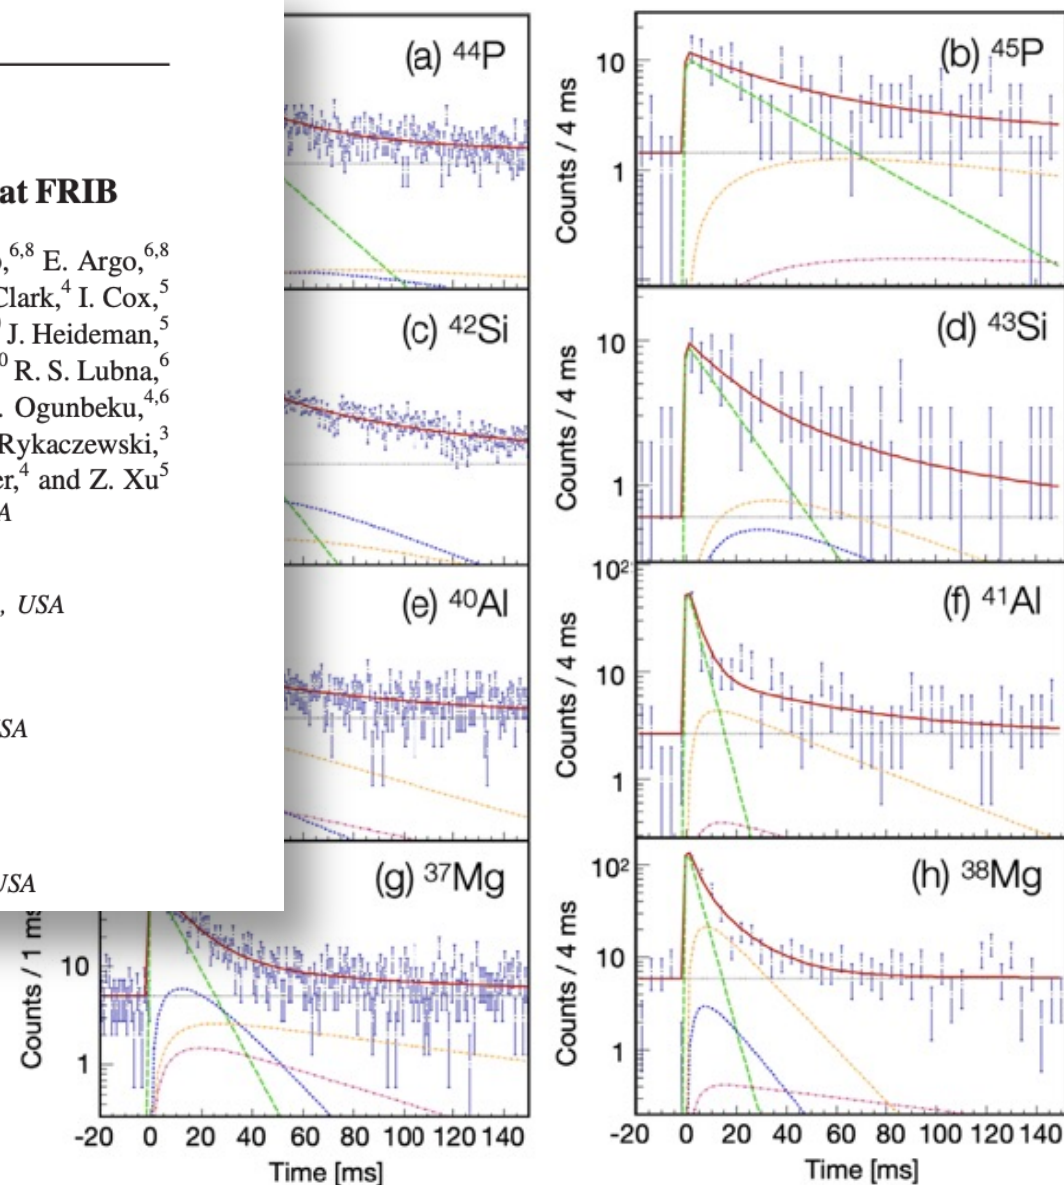 at FRIB
,6,8 E. Argo,6,8
Clark,4 I. Cox,5
J. Heideman,5
0 R. S. Lubna,6
. Ogunbeku,4,6
Rykaczewski,3
er,4 and Z. Xu5
A
, USA
SA
USA
(a) 44P
(b) 45P
10
1
Counts / 4 ms
(c) 42Si
(d) 43Si
10
1
Counts / 4 ms
(e) 40Al
(f) 41Al
10²
10
1
Counts / 4 ms
(g) 37Mg
10
1
Counts / 1 ms
-20 0 20 40 60 80 100 120 140
Time [ms]
(h) 38Mg
10²
10
1
Counts / 4 ms
-20 0 20 40 60 80 100 120 140
Time [ms]